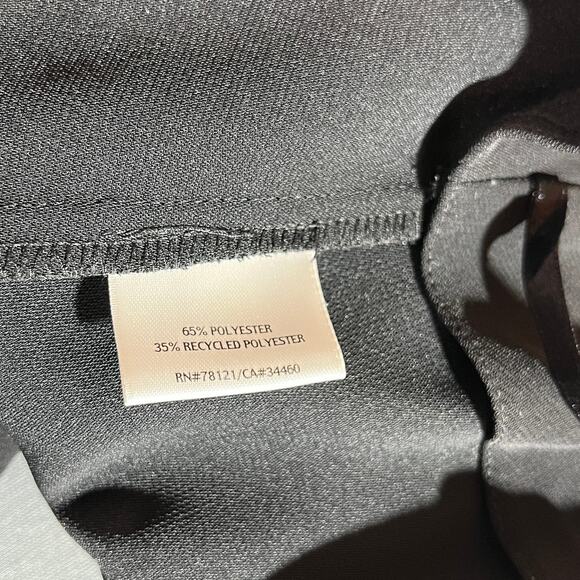 65% POLYESTER
35% RECYCLED POLYESTER
RN#78121/CA#34460